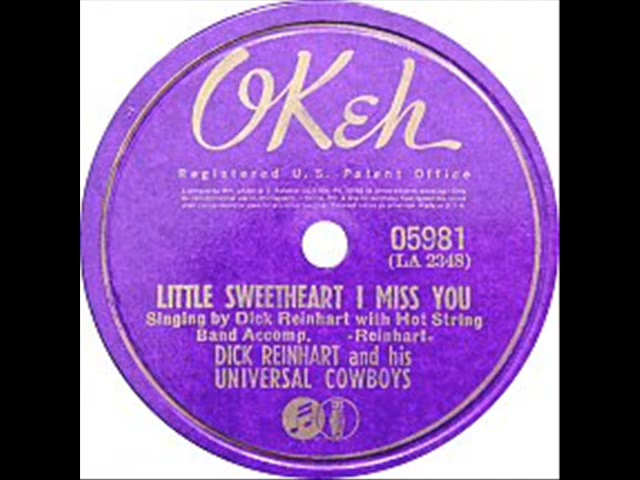 OKeh
Registered U.S. Patent Office
05981
(LA 2348)
LITTLE SWEETHEART I MISS YOU
Singing by Dick Reinhart with Hot String
Band Accomp. -Reinhart-
DICK REINHART and his
UNIVERSAL COWBOYS